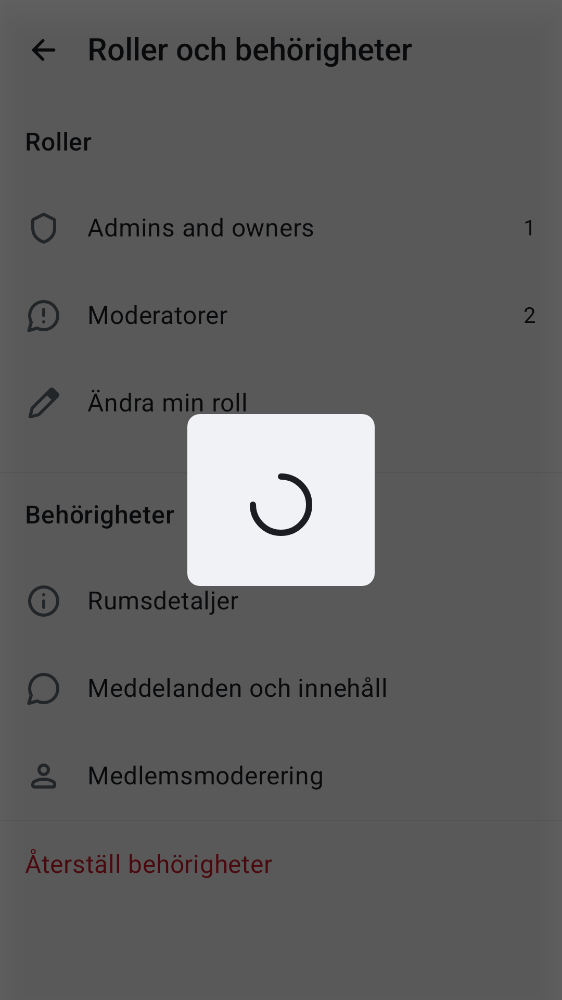 Roller och behörigheter
Roller
Admins and owners 1
Moderatorer 2
Ändra min roll
Behörigheter
Rumsdetaljer
Meddelanden och innehåll
Medlemsmoderering
Återställ behörigheter